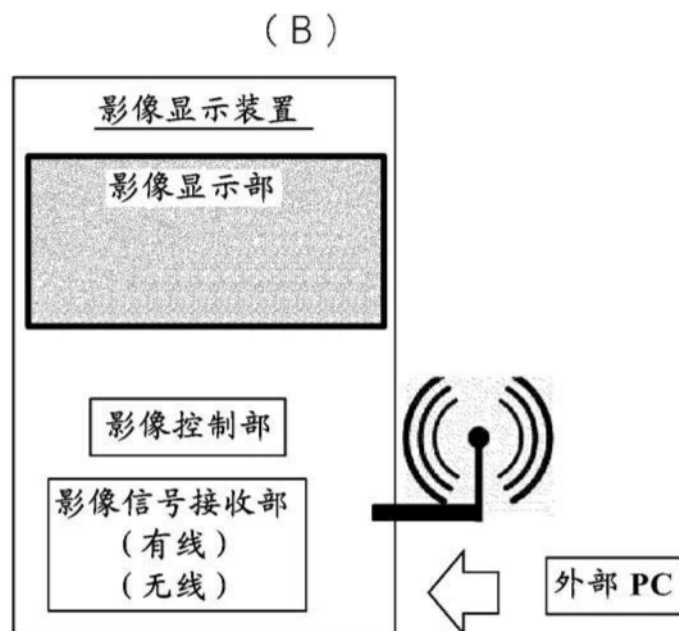 （B）
影像显示装置
影像显示部
影像控制部
影像信号接收部
（有线）
（无线）
外部 PC